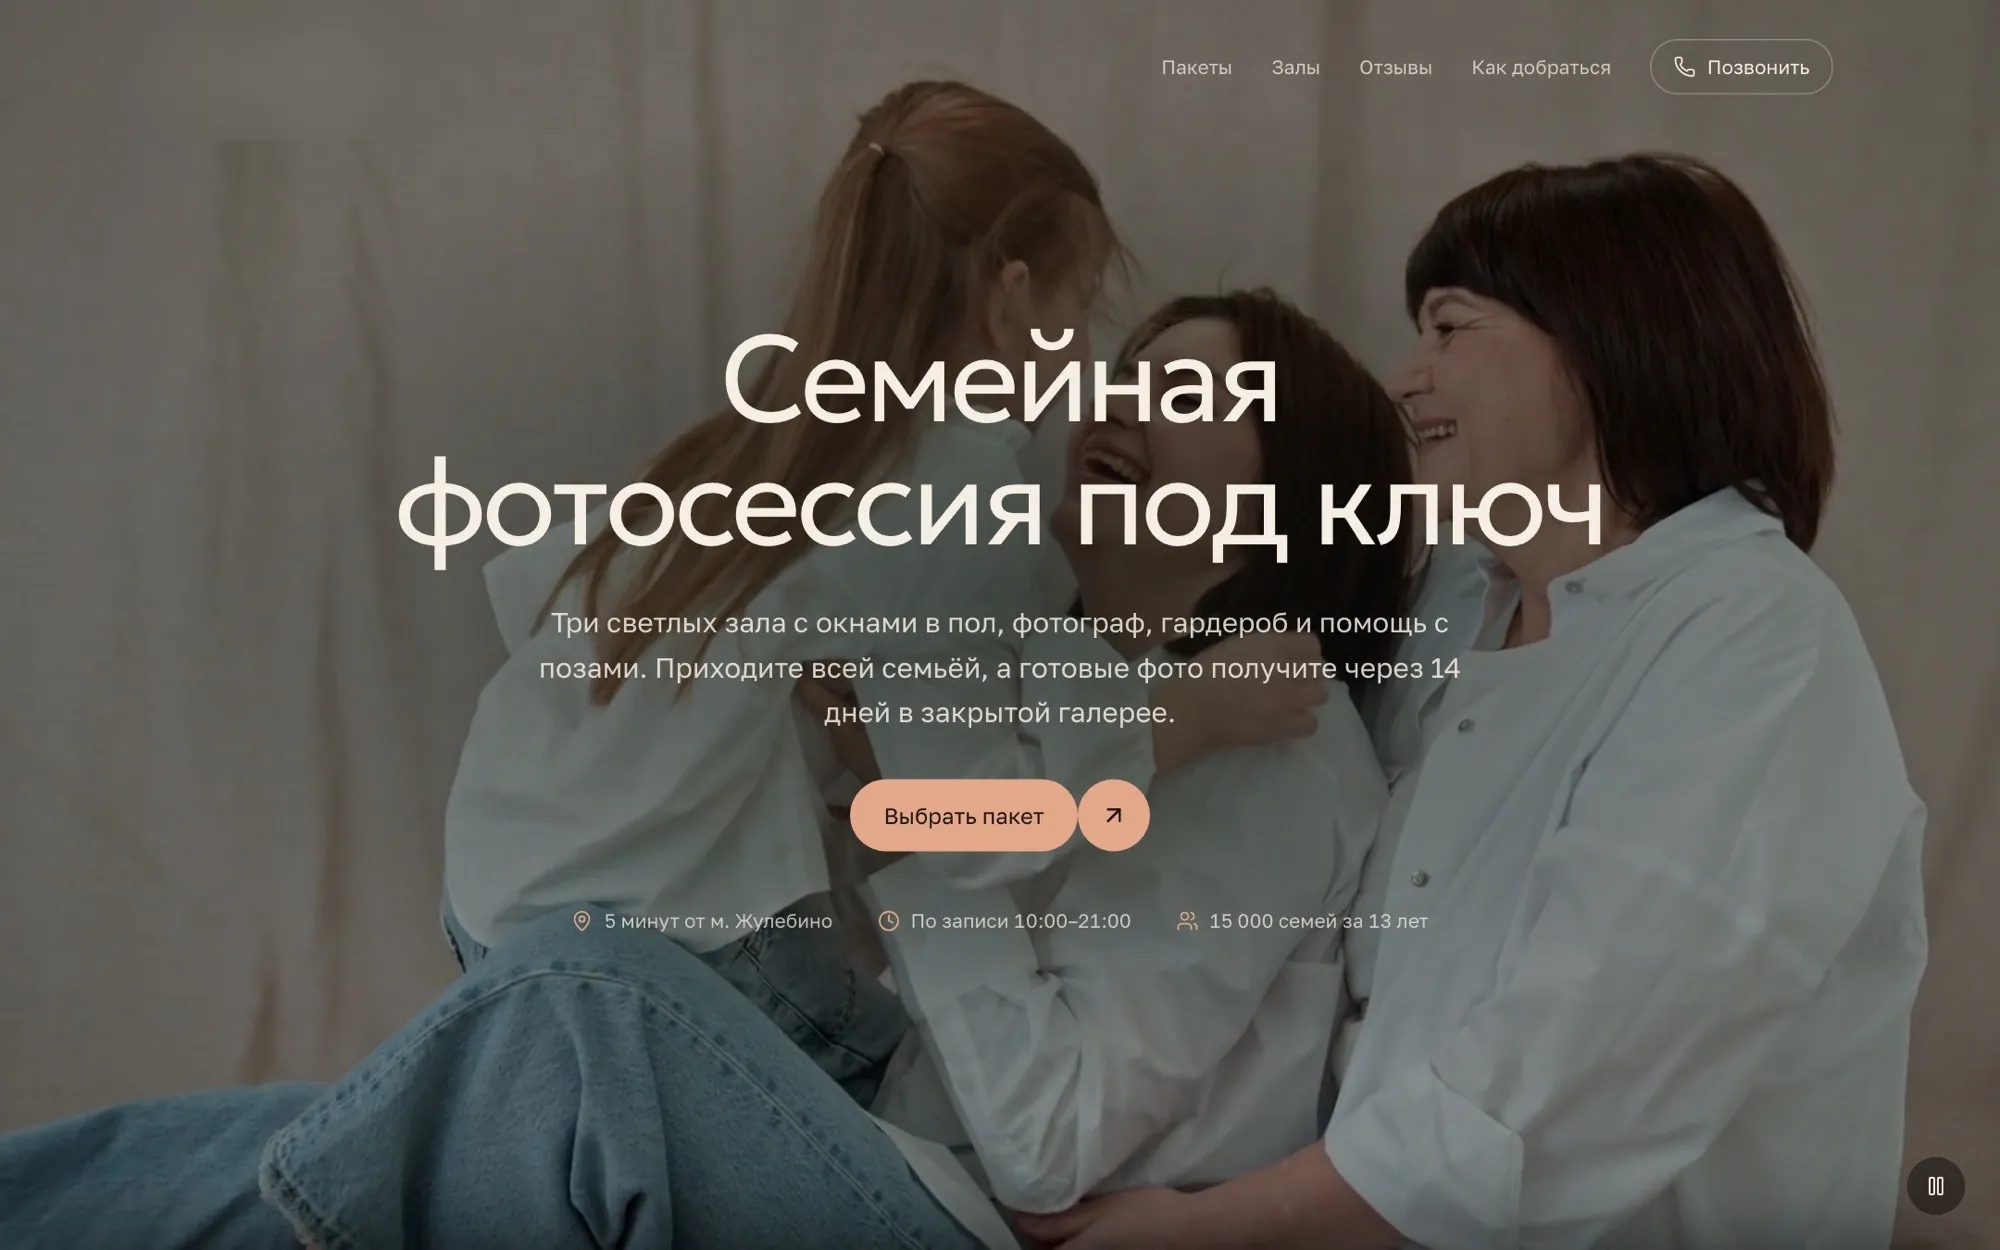 Пакеты Залы Отзывы Как добраться Позвонить
Семейная
фотосессия под ключ
Три светлых зала с окнами в пол, фотограф, гардероб и помощь с
позами. Приходите всей семьёй, а готовые фото получите через 14
дней в закрытой галерее.
Выбрать пакет
5 минут от м. Жулебино По записи 10:00–21:00 15 000 семей за 13 лет